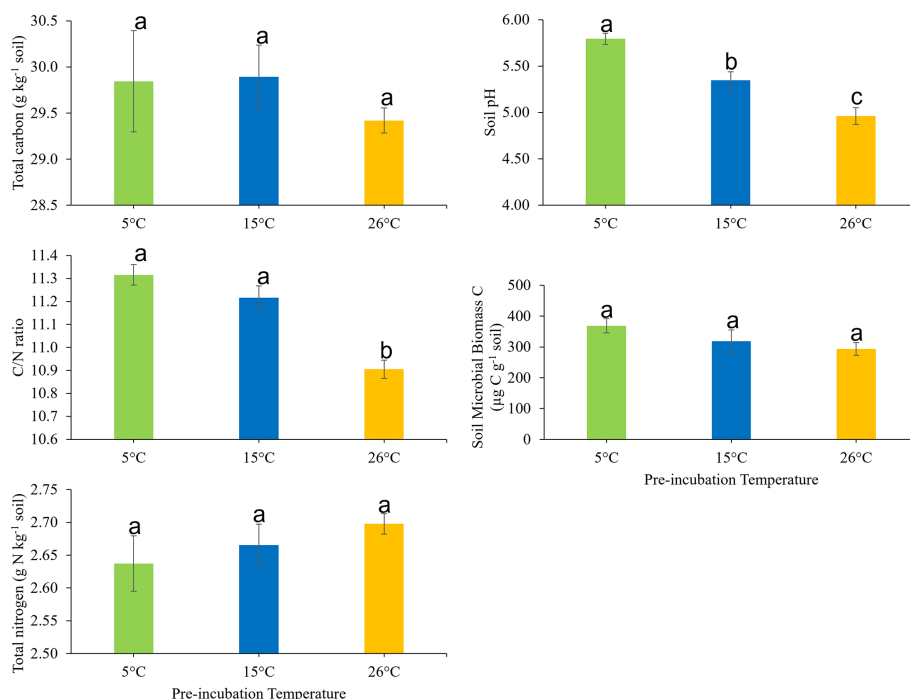 Total carbon (g kg⁻¹ soil)
30.5
30.0
29.5
29.0
28.5
a
a
a
5°C
15°C
26°C
Soil pH
6.00
5.50
5.00
4.50
4.00
a
b
c
5°C
15°C
26°C
C/N ratio
11.4
11.3
11.2
11.1
11.0
10.9
10.8
10.7
10.6
a
a
b
5°C
15°C
26°C
Soil Microbial Biomass C
(µg C g⁻¹ soil)
500
400
300
200
100
0
a
a
a
5°C
15°C
26°C
Pre-incubation Temperature
Total nitrogen (g N kg⁻¹ soil)
2.75
2.70
2.65
2.60
2.55
2.50
a
a
a
5°C
15°C
26°C
Pre-incubation Temperature